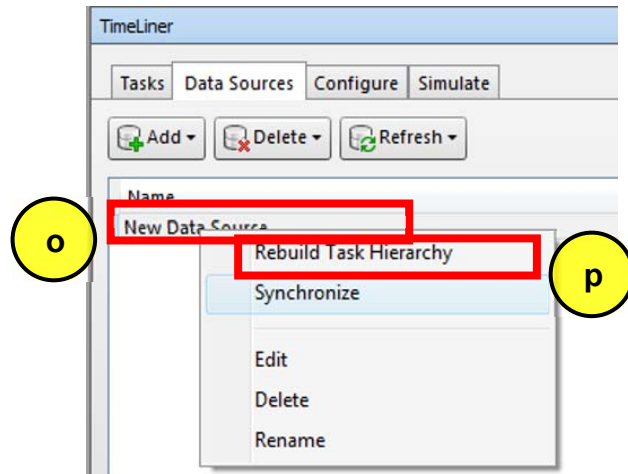 TimeLiner
Tasks Data Sources Configure Simulate
Add Delete Refresh
Name
New Data Source
o
Rebuild Task Hierarchy
p
Synchronize
Edit
Delete
Rename